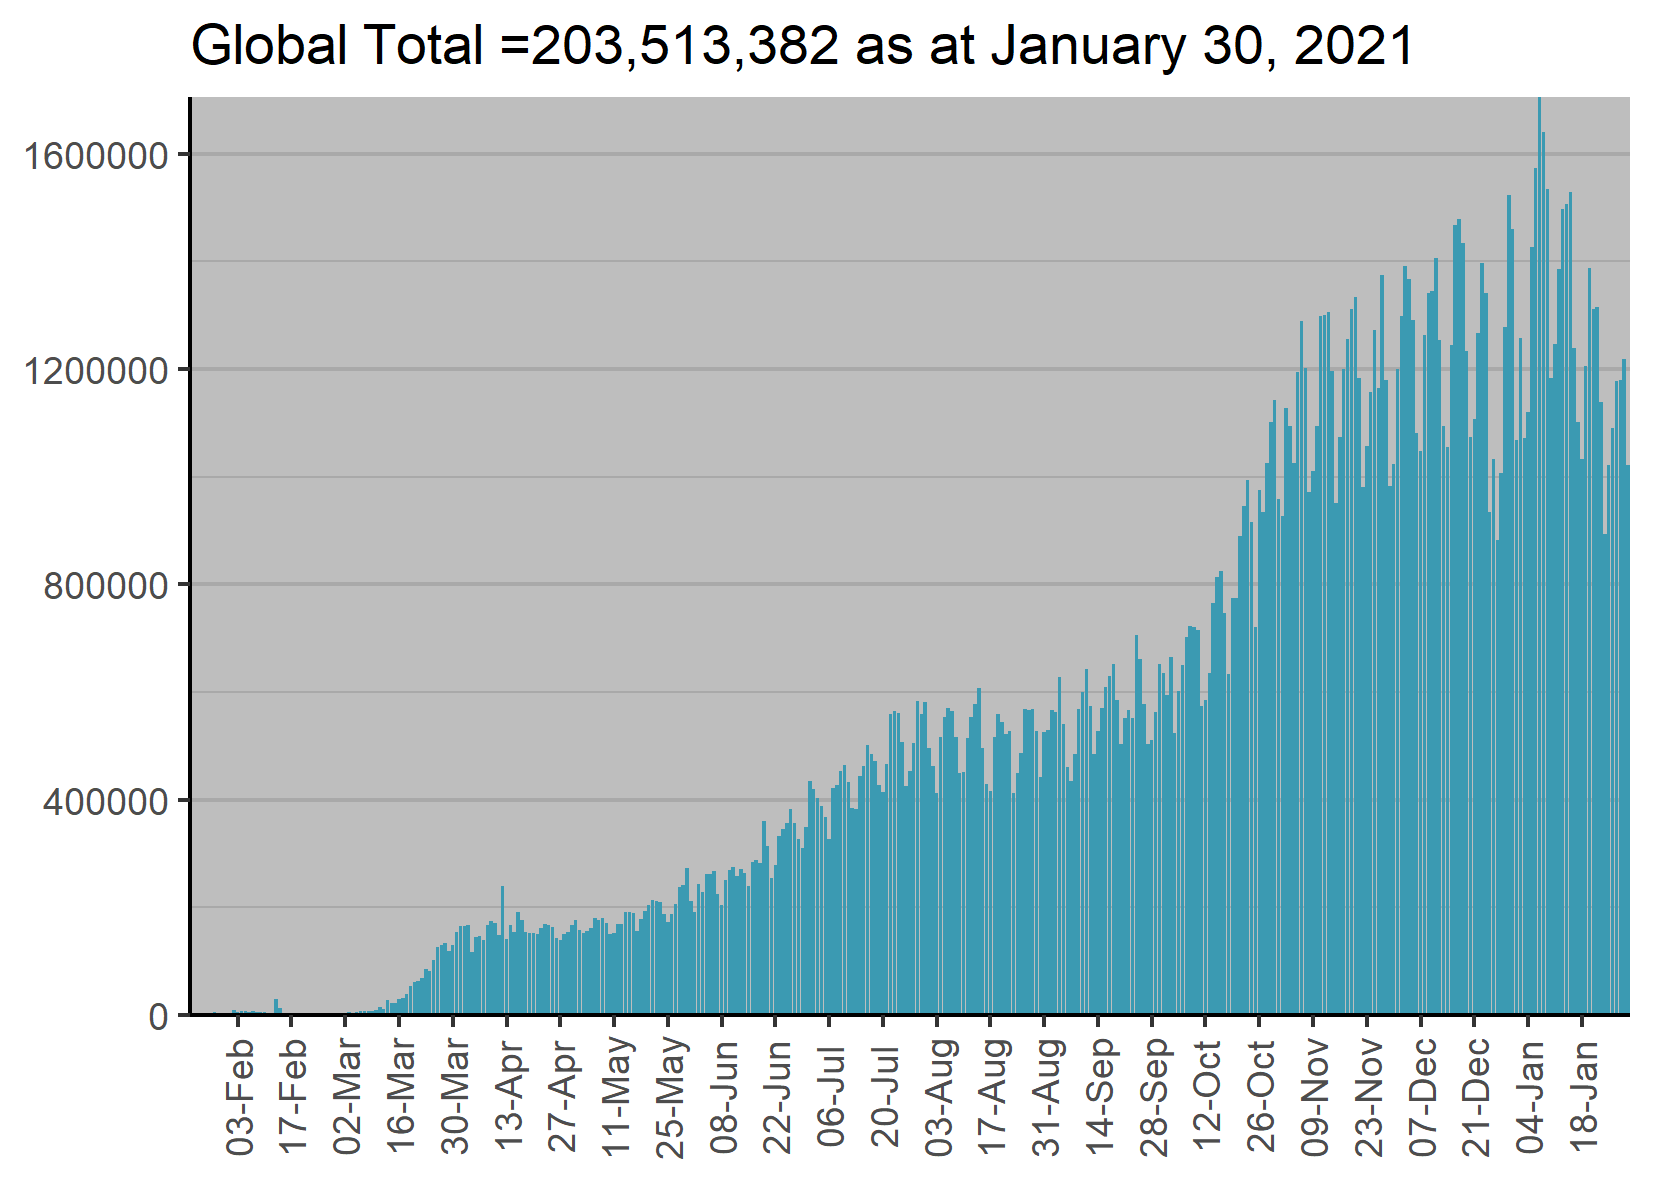 Global Total =203,513,382 as at January 30, 2021
1600000
1200000
800000
400000
0
03-Feb
17-Feb
02-Mar
16-Mar
30-Mar
13-Apr
27-Apr
11-May
25-May
08-Jun
22-Jun
06-Jul
20-Jul
03-Aug
17-Aug
31-Aug
14-Sep
28-Sep
12-Oct
26-Oct
09-Nov
23-Nov
07-Dec
21-Dec
04-Jan
18-Jan